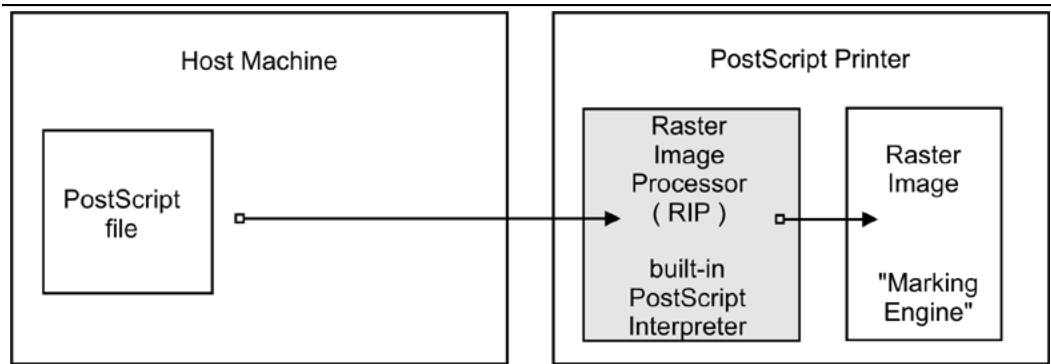 Host Machine
PostScript
file
PostScript Printer
Raster
Image
Processor
( RIP )
built-in
PostScript
Interpreter
Raster
Image
"Marking
Engine"